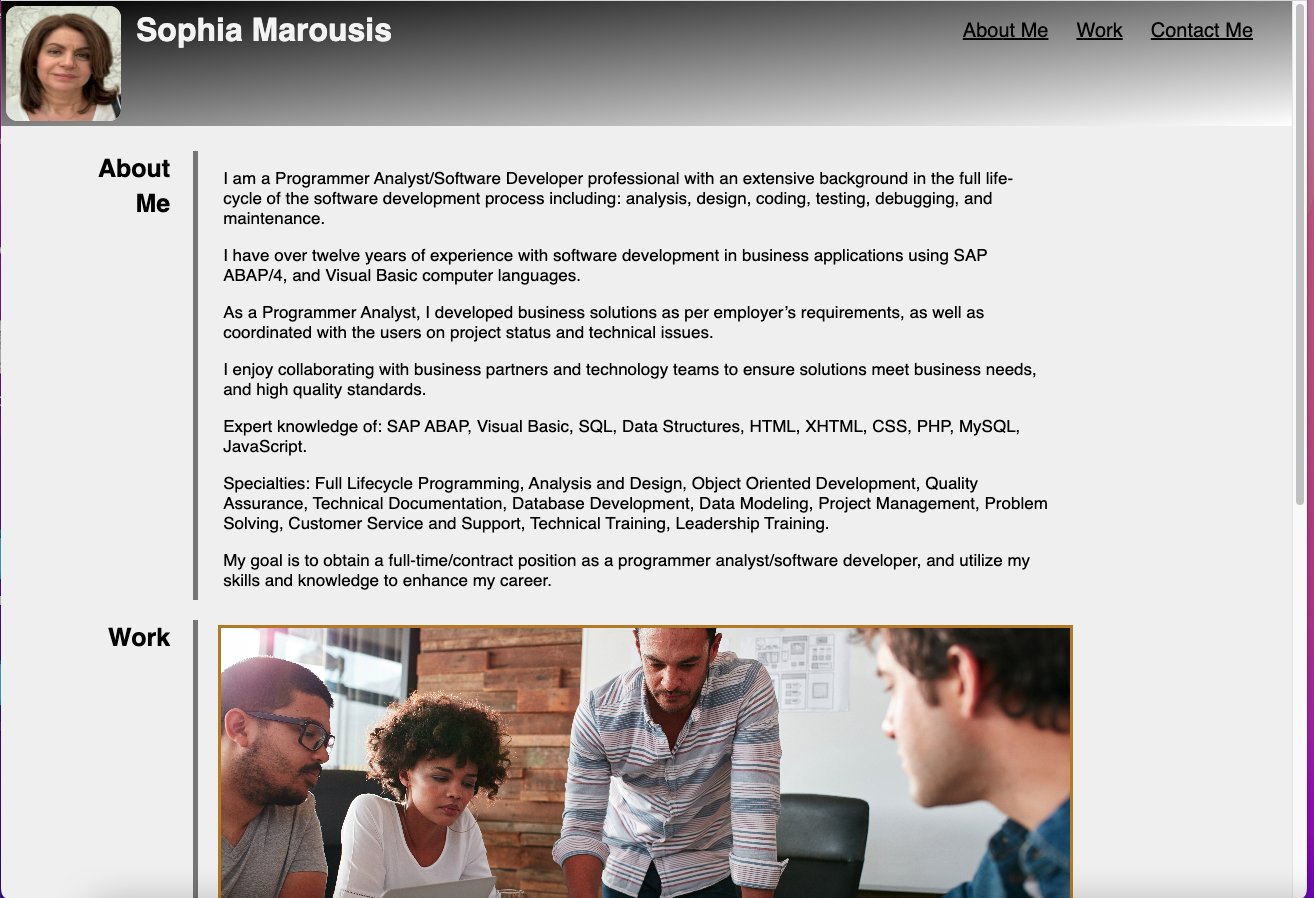 Sophia Marousis
About Me Work Contact Me
About
Me
I am a Programmer Analyst/Software Developer professional with an extensive background in the full life-
cycle of the software development process including: analysis, design, coding, testing, debugging, and
maintenance.
I have over twelve years of experience with software development in business applications using SAP
ABAP/4, and Visual Basic computer languages.
As a Programmer Analyst, I developed business solutions as per employer’s requirements, as well as
coordinated with the users on project status and technical issues.
I enjoy collaborating with business partners and technology teams to ensure solutions meet business needs,
and high quality standards.
Expert knowledge of: SAP ABAP, Visual Basic, SQL, Data Structures, HTML, XHTML, CSS, PHP, MySQL,
JavaScript.
Specialties: Full Lifecycle Programming, Analysis and Design, Object Oriented Development, Quality
Assurance, Technical Documentation, Database Development, Data Modeling, Project Management, Problem
Solving, Customer Service and Support, Technical Training, Leadership Training.
My goal is to obtain a full-time/contract position as a programmer analyst/software developer, and utilize my
skills and knowledge to enhance my career.
Work